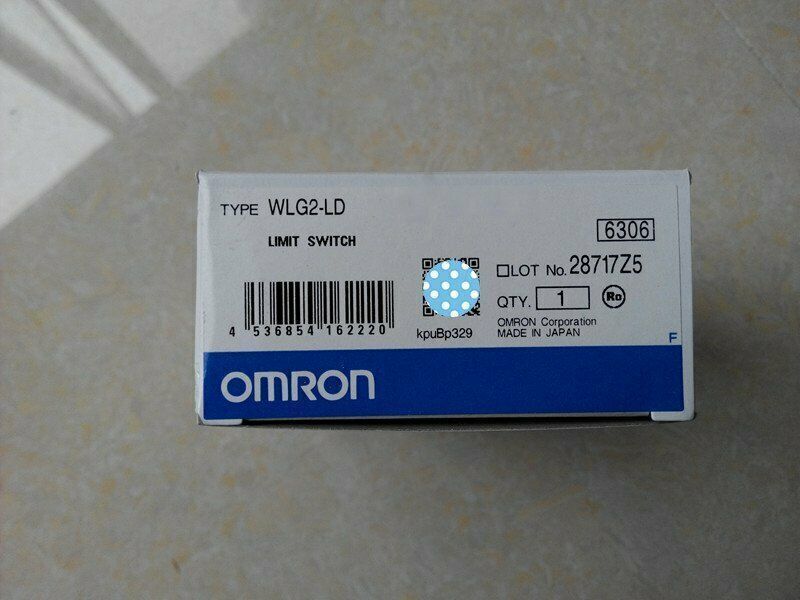 TYPE WLG2-LD
LIMIT SWITCH
6306
LOT No. 28717Z5
QTY. 1 Ro
4 536854 162220
kpuBp329
OMRON Corporation
MADE IN JAPAN
F
OMRON